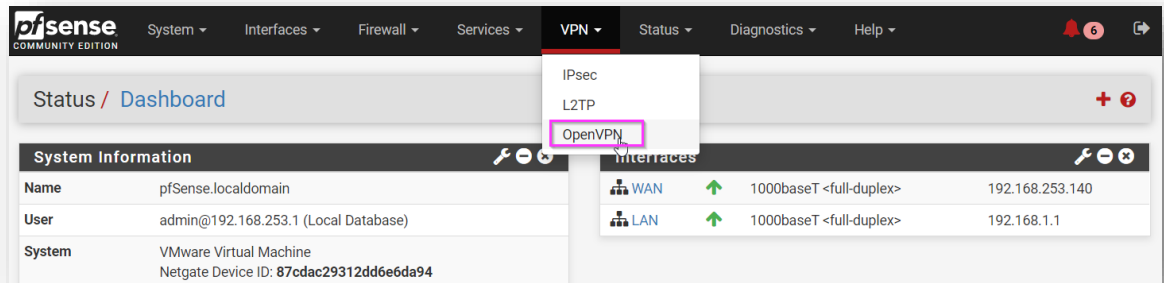 pfsense System Interfaces Firewall Services VPN Status Diagnostics Help 6
COMMUNITY EDITION
IPsec
L2TP
OpenVPN
Status / Dashboard
System Information
Name pfSense.localdomain
User admin@192.168.253.1 (Local Database)
System VMware Virtual Machine
Netgate Device ID: 87cdac29312dd6e6da94
Interfaces
WAN 1000baseT <full-duplex> 192.168.253.140
LAN 1000baseT <full-duplex> 192.168.1.1